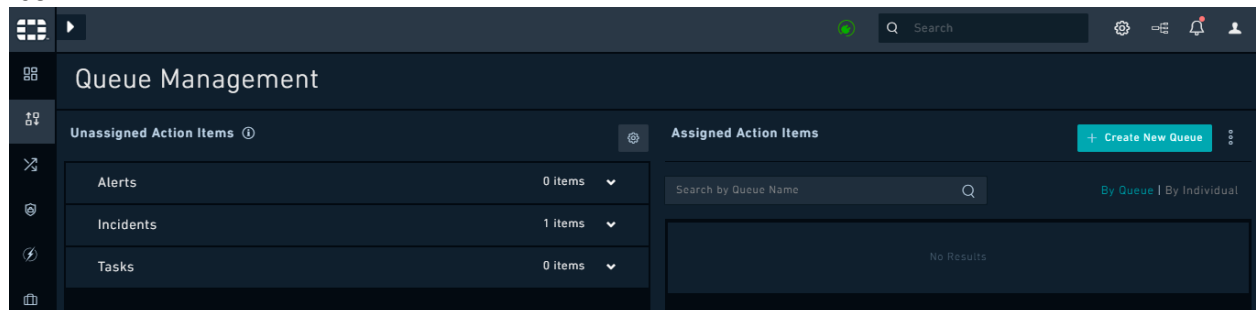 Search
Queue Management
Unassigned Action Items
Alerts 0 items
Incidents 1 items
Tasks 0 items
Assigned Action Items
+ Create New Queue
Search by Queue Name
By Queue | By Individual
No Results